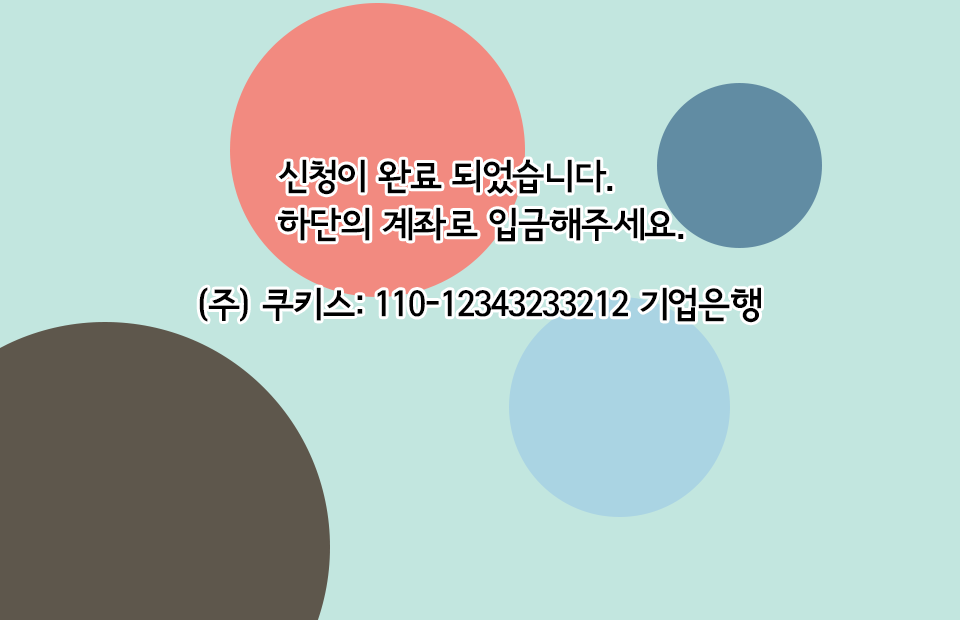 신청이 완료 되었습니다.
하단의 계좌로 입금해주세요.
(주) 쿠키스: 110-12343233212 기업은행